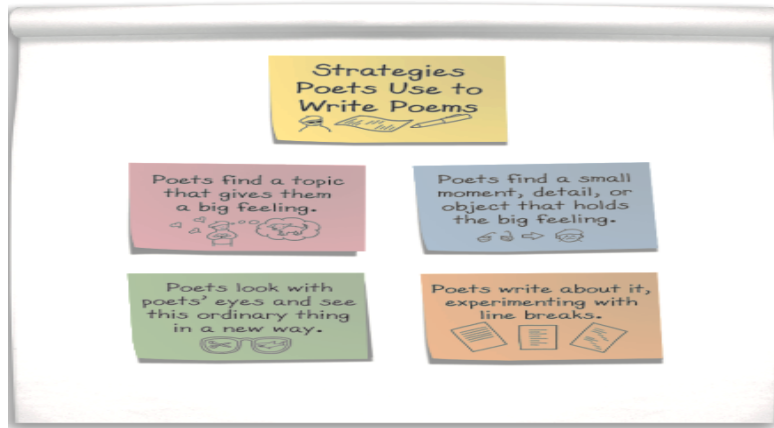 Strategies
Poets Use to
Write Poems
Poets find a topic
that gives them
a big feeling.
Poets find a small
moment, detail, or
object that holds
the big feeling.
Poets look with
poets' eyes and see
this ordinary thing
in a new way.
Poets write about it,
experimenting with
line breaks.